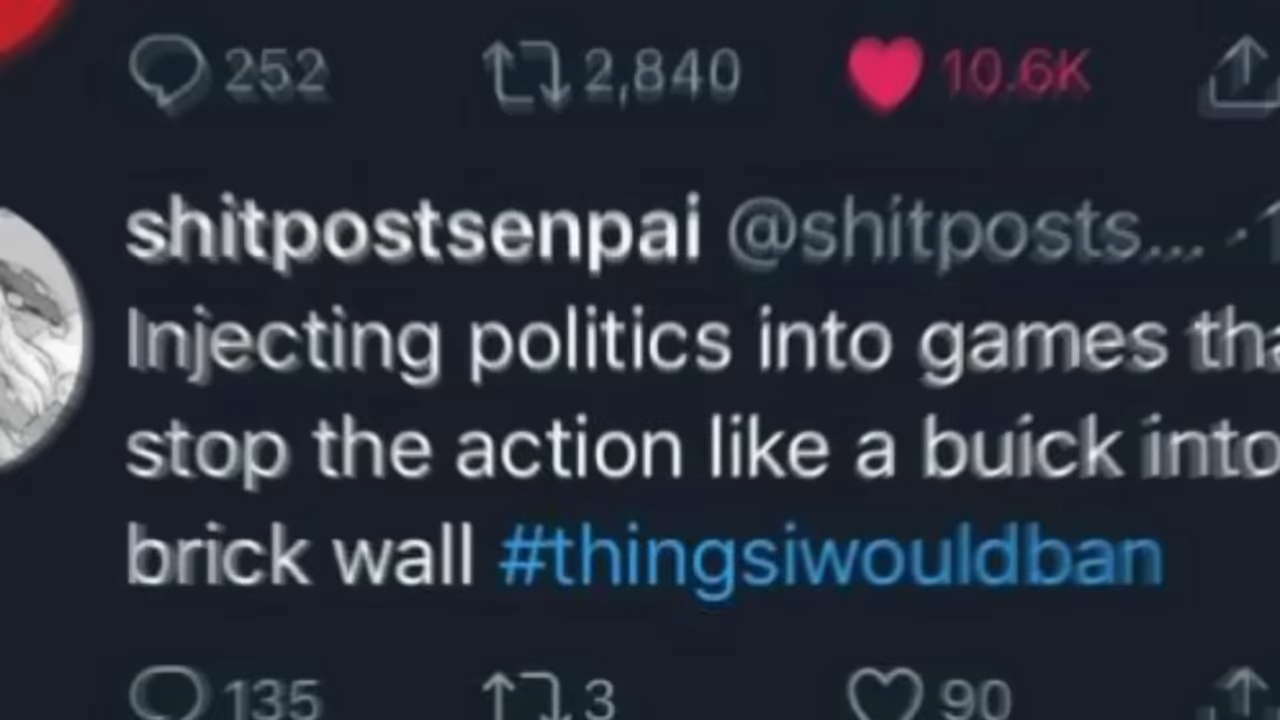 252 2,840 10.6K
shitpostsenpai @shitposts...
Injecting politics into games
stop the action like a buick into
brick wall #thingsiwouldban
135 3 90